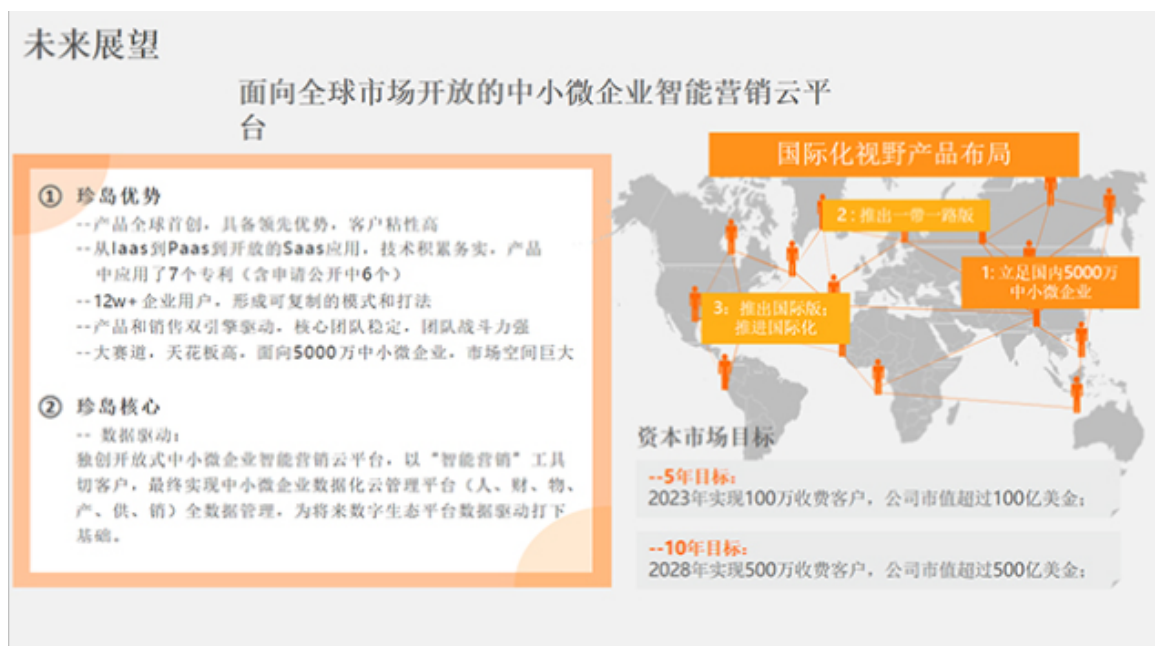 未来展望
面向全球市场开放的中小微企业智能营销云平
台
① 珍岛优势
--产品全球首创，具备领先优势，客户粘性高
--从Iaas到Paas到开放的Saas应用，技术积累务实，产品
中应用了7个专利（含申请公开中6个）
--12w+企业用户，形成可复制的模式和打法
--产品和销售双引擎驱动，核心团队稳定，团队战斗力强
--大赛道，天花板高，面向5000万中小微企业，市场空间巨大
② 珍岛核心
-- 数据驱动：
独创开放式中小微企业智能营销云平台，以“智能营销”工具
切客户，最终实现中小微企业数据化云管理平台（人、财、物、
产、供、销）全数据管理，为将来数字生态平台数据驱动打下
基础。
国际化视野产品布局
2：推出一带一路版
1: 立足国内5000万
中小微企业
3：推出国际版；
推进国际化
资本市场目标
--5年目标：
2023年实现100万收费客户，公司市值超过100亿美金；
--10年目标：
2028年实现500万收费客户，公司市值超过500亿美金；